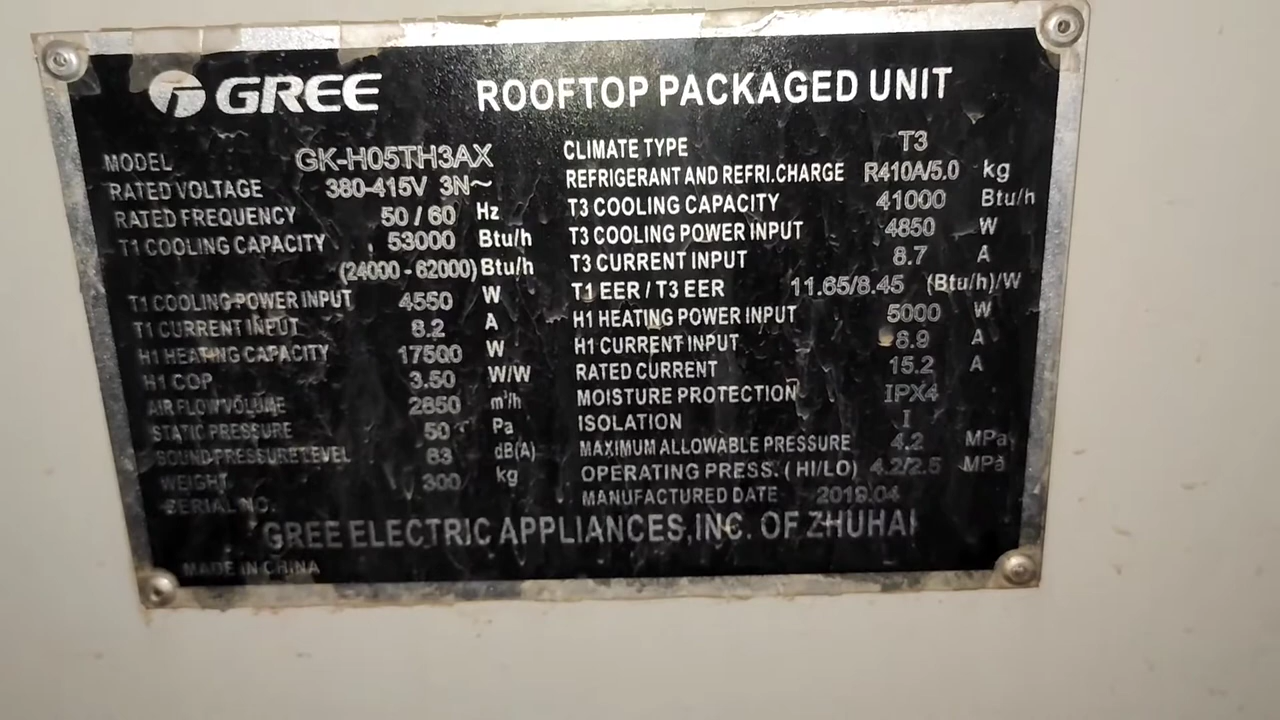 GREE ROOFTOP PACKAGED UNIT
MODEL GK-H05TH3AX
RATED VOLTAGE 380-415V 3N~
RATED FREQUENCY 50 / 60 Hz
T1 COOLING CAPACITY 53000 Btu/h
(24000 - 62000) Btu/h
T1 COOLING POWER INPUT 4550 W
T1 CURRENT INPUT 8.2 A
H1 HEATING CAPACITY 17500 W
H1 COP 3.50 W/W
AIR FLOW VOLUME 2850 m³/h
STATIC PRESSURE 50 Pa
SOUND PRESSURE LEVEL 63 dB(A)
WEIGHT 300 kg
SERIAL NO.
CLIMATE TYPE T3
REFRIGERANT AND REFRI.CHARGE R410A/5.0 kg
T3 COOLING CAPACITY 41000 Btu/h
T3 COOLING POWER INPUT 4850 W
T3 CURRENT INPUT 8.7 A
T1 EER / T3 EER 11.65/8.45 (Btu/h)/W
H1 HEATING POWER INPUT 5000 W
H1 CURRENT INPUT 8.9 A
RATED CURRENT 15.2 A
MOISTURE PROTECTION IPX4
ISOLATION I
MAXIMUM ALLOWABLE PRESSURE 4.2 MPa
OPERATING PRESS. ( HI/LO) 4.2/2.5 MPa
MANUFACTURED DATE 2019.04
GREE ELECTRIC APPLIANCES,INC. OF ZHUHAI
MADE IN CHINA